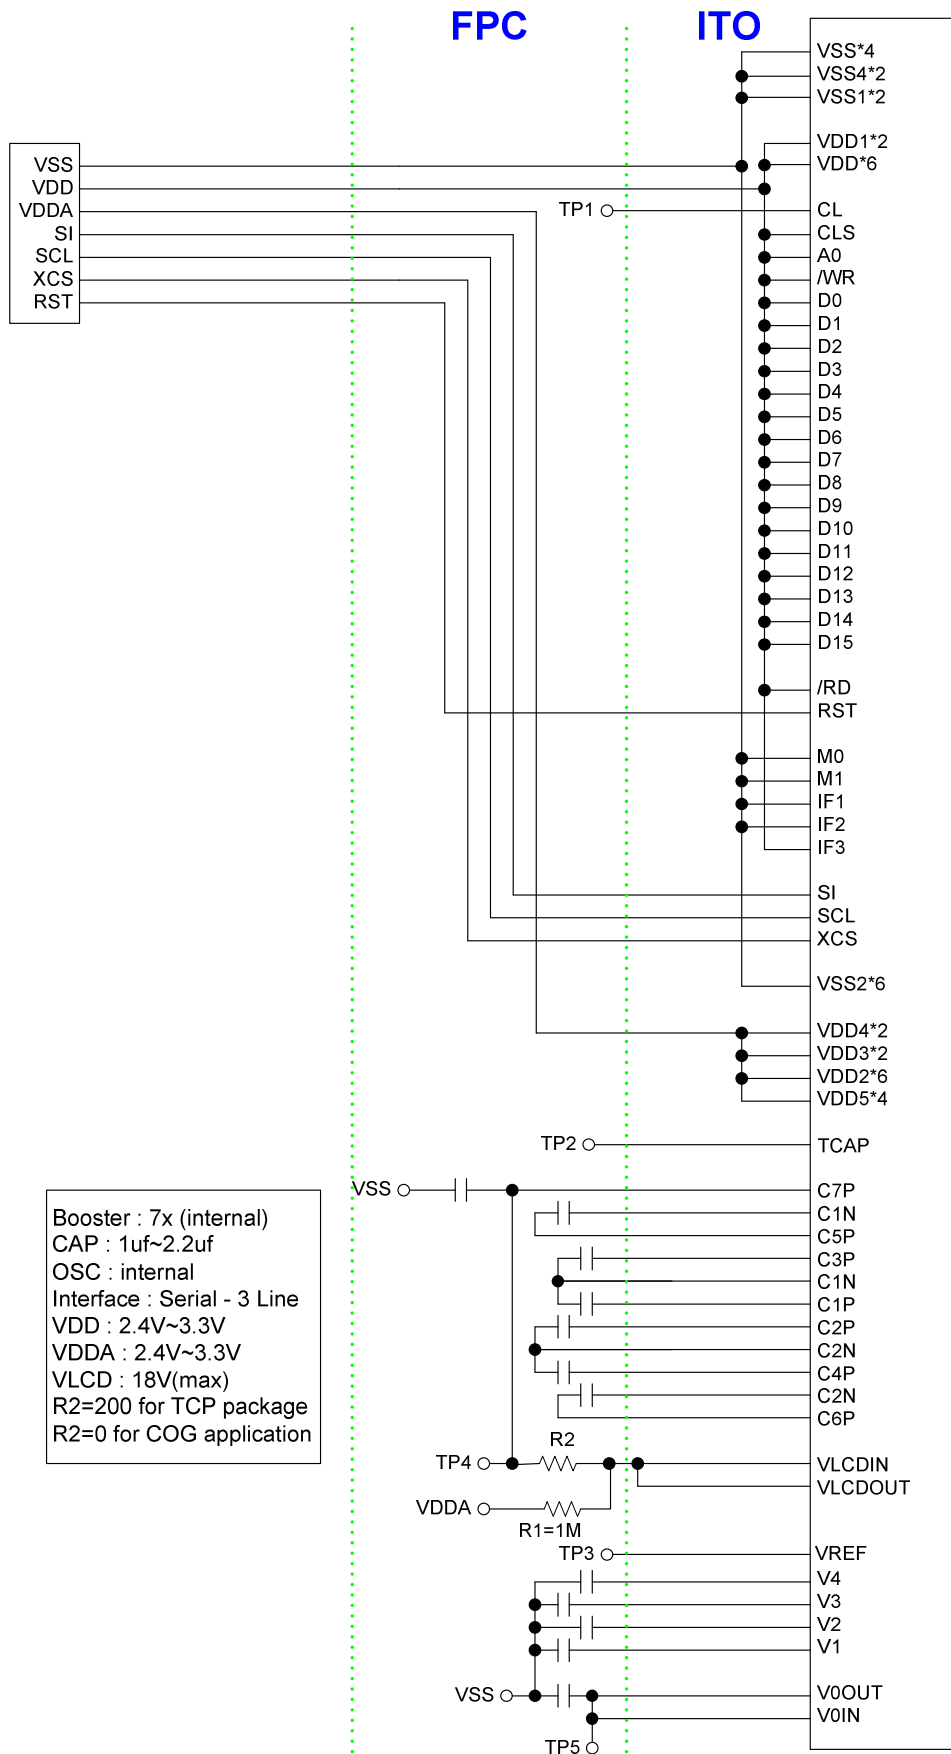 FPC
ITO
VSS*4
VSS4*2
VSS1*2
VDD1*2
VDD*6
VSS
VDD
VDDA
SI
SCL
XCS
RST
TP1
CL
CLS
A0
/WR
D0
D1
D2
D3
D4
D5
D6
D7
D8
D9
D10
D11
D12
D13
D14
D15
/RD
RST
M0
M1
IF1
IF2
IF3
SI
SCL
XCS
VSS2*6
VDD4*2
VDD3*2
VDD2*6
VDD5*4
TP2
TCAP
VSS
C7P
C1N
C5P
C3P
C1N
C1P
C2P
C2N
C4P
C2N
C6P
Booster : 7x (internal)
CAP : 1uf~2.2uf
OSC : internal
Interface : Serial - 3 Line
VDD : 2.4V~3.3V
VDDA : 2.4V~3.3V
VLCD : 18V(max)
R2=200 for TCP package
R2=0 for COG application
R2
TP4
VLCDIN
VLCDOUT
VDDA
R1=1M
TP3
VREF
V4
V3
V2
V1
VSS
V0OUT
V0IN
TP5